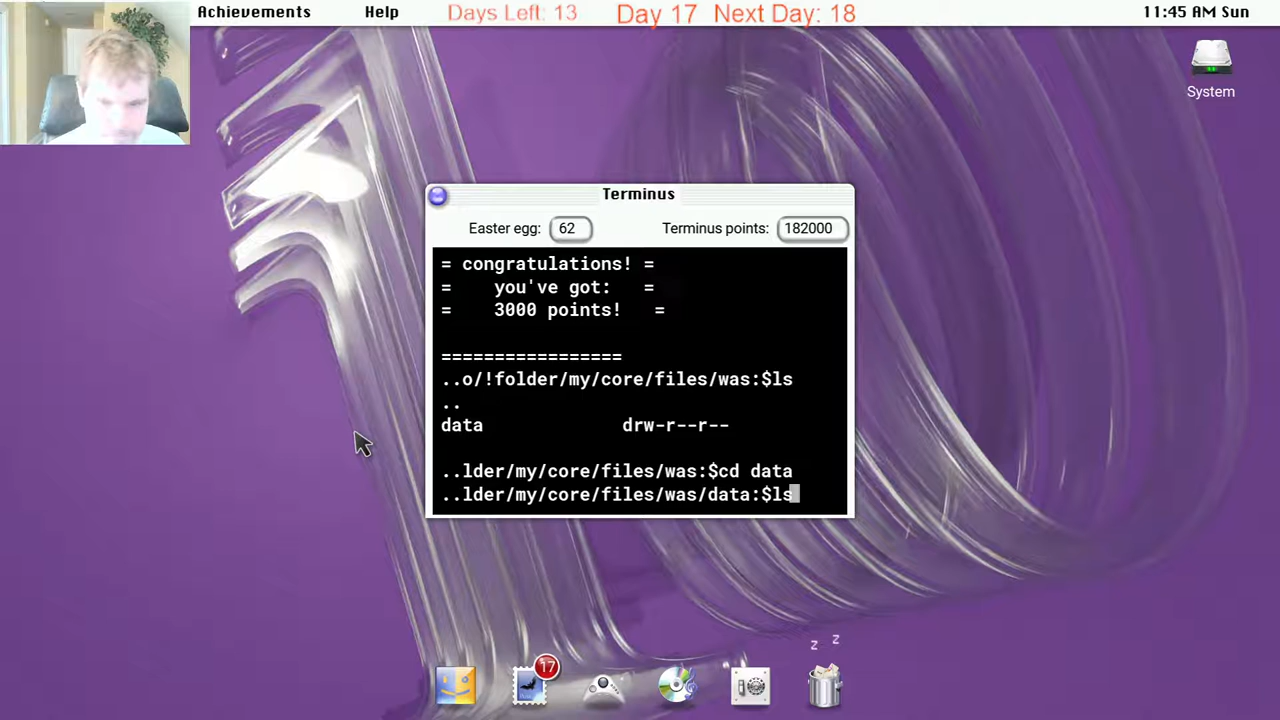 Achievements Help Days Left: 13 Day 17 Next Day: 18 11:45 AM Sun
System
Terminus
Easter egg: 62 Terminus points: 182000
= congratulations! =
= you've got: =
= 3000 points! =
=================
..o/!folder/my/core/files/was:$ls
..
data drw-r--r--
..lder/my/core/files/was:$cd data
..lder/my/core/files/was/data:$ls
z z
17